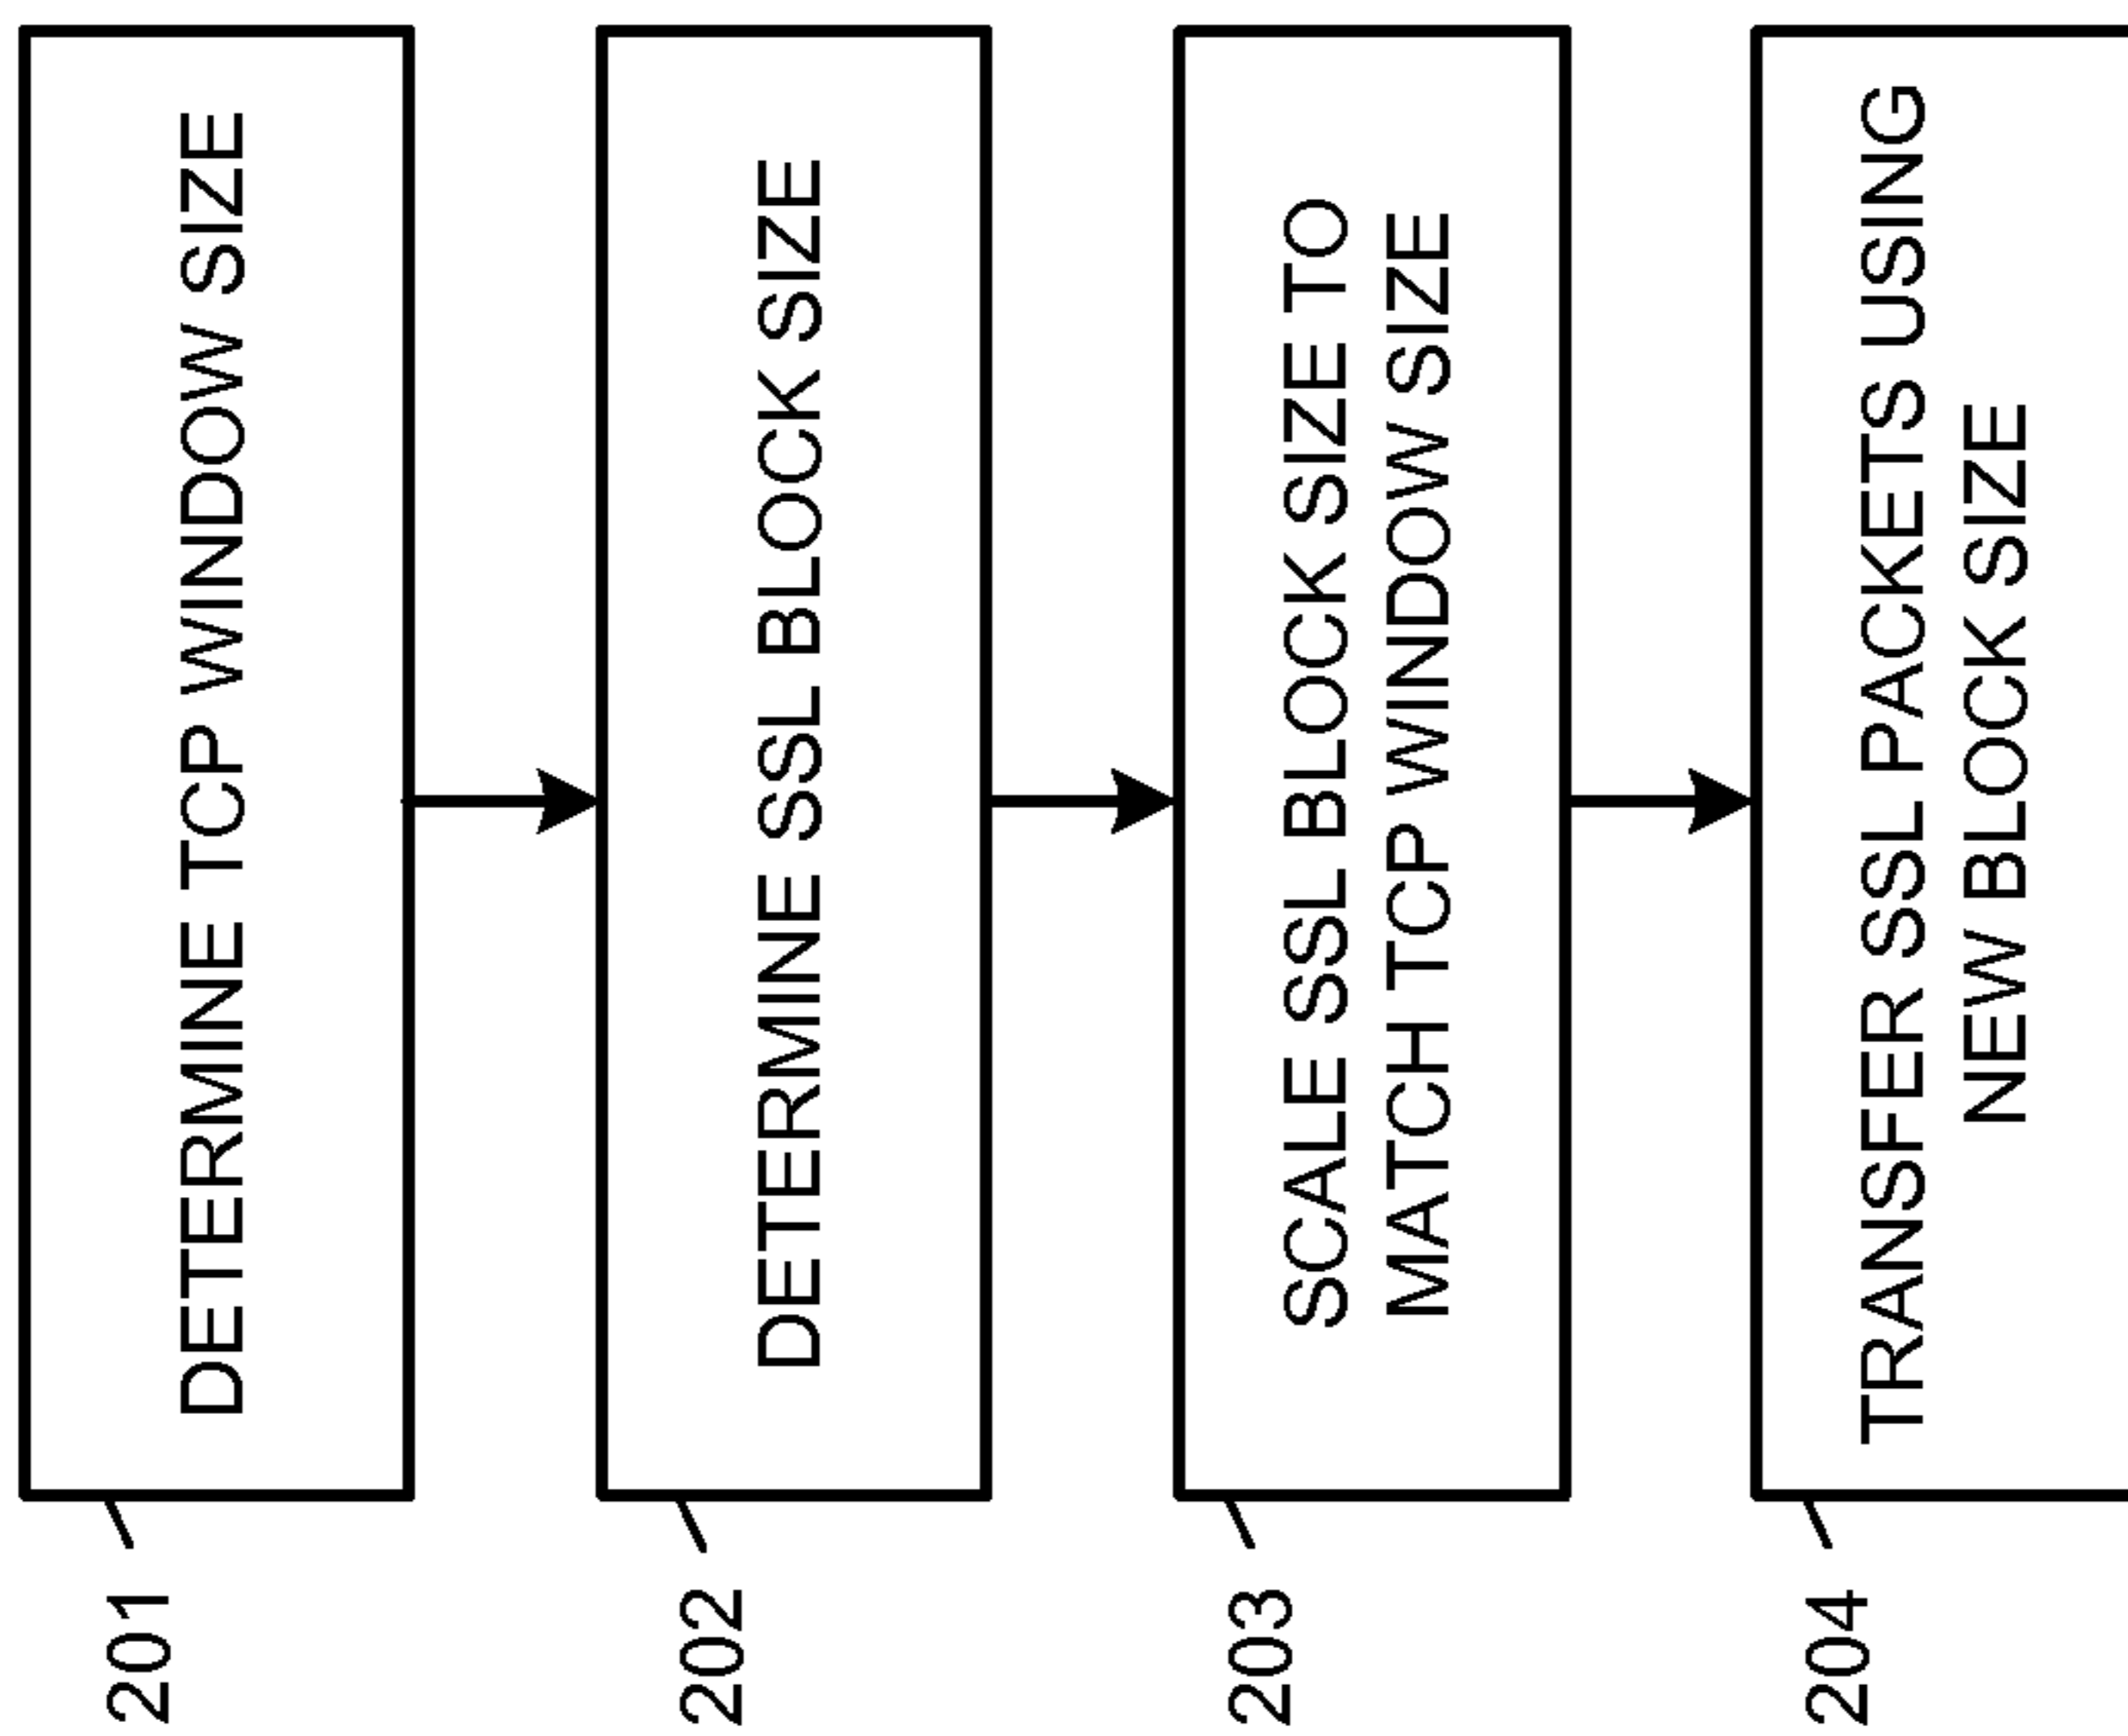 201
DETERMINE TCP WINDOW SIZE
202
DETERMINE SSL BLOCK SIZE
203
SCALE SSL BLOCK SIZE TO
MATCH TCP WINDOW SIZE
204
TRANSFER SSL PACKETS USING
NEW BLOCK SIZE